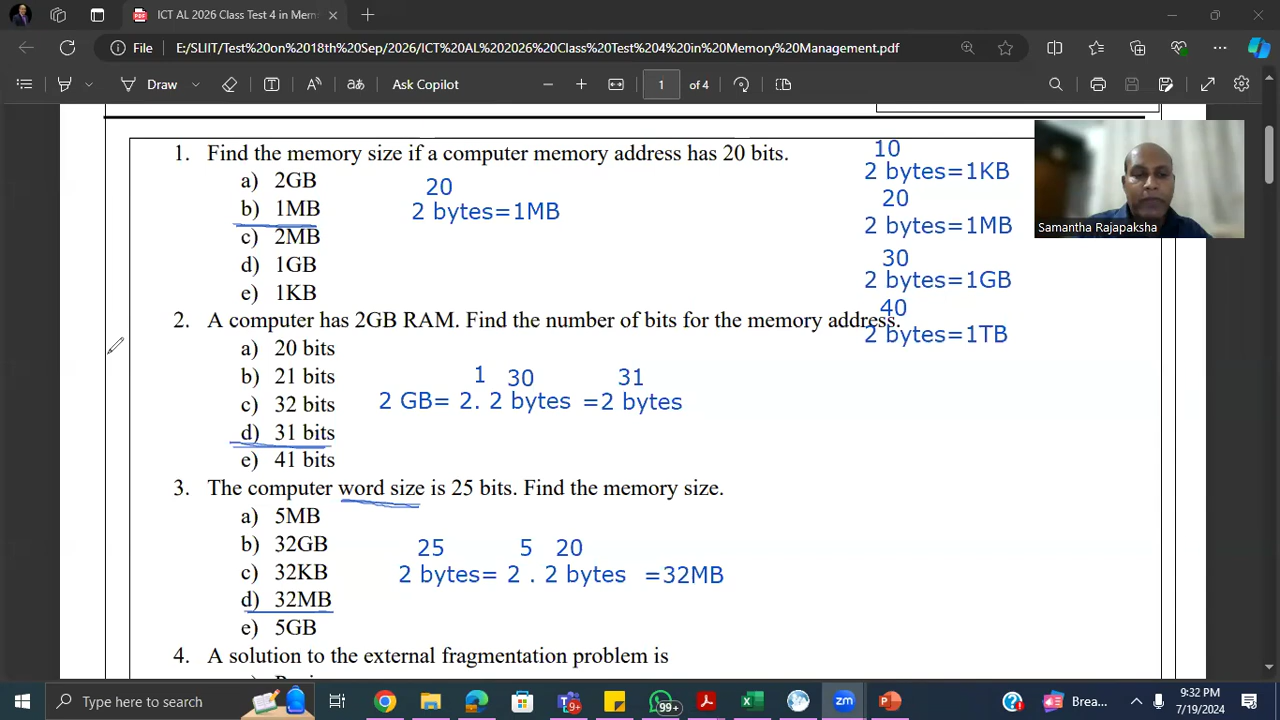 ICT AL 2026 Class Test 4 in Mem
File
E:/SLIIT/Test%20on%2018th%20Sep/2026/ICT%20AL%202026%20Class%20Test%204%20in%20Memory%20Management.pdf
Draw
Ask Copilot
1 of 4
1. Find the memory size if a computer memory address has 20 bits.
a) 2GB
b) 1MB
c) 2MB
d) 1GB
e) 1KB
20
2 bytes=1MB
10
2 bytes=1KB
20
2 bytes=1MB
30
2 bytes=1GB
40
2 bytes=1TB
Samantha Rajapaksha
2. A computer has 2GB RAM. Find the number of bits for the memory address.
a) 20 bits
b) 21 bits
c) 32 bits
d) 31 bits
e) 41 bits
1 30 31
2 GB= 2. 2 bytes =2 bytes
3. The computer word size is 25 bits. Find the memory size.
a) 5MB
b) 32GB
c) 32KB
d) 32MB
e) 5GB
25 5 20
2 bytes= 2 . 2 bytes =32MB
4. A solution to the external fragmentation problem is
Type here to search
9+
99+
zm
Brea...
9:32 PM
7/19/2024